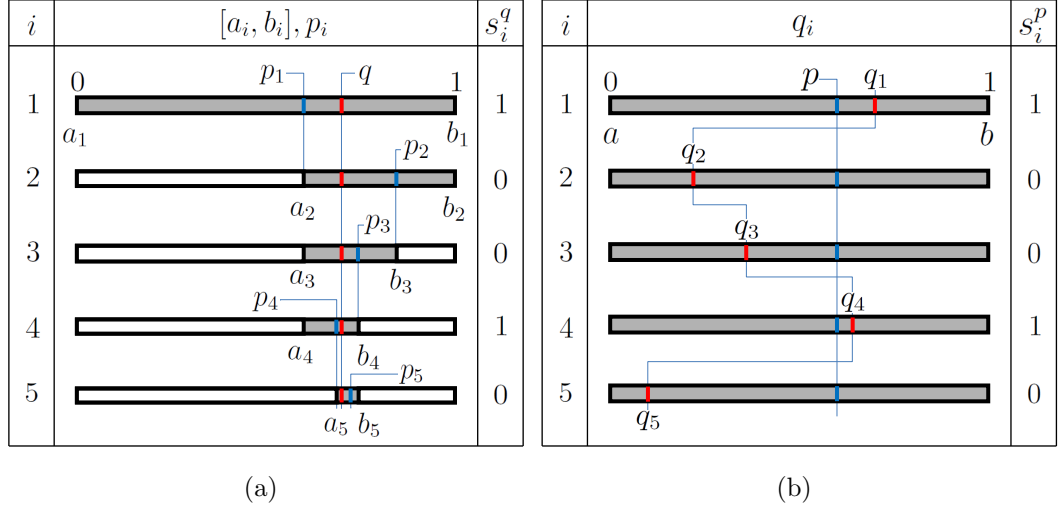 i [a_i, b_i], p_i s_i^q
0 p_1 q 1
1 1
a_1 b_1
p_2
2 0
a_2 b_2
p_3
3 0
a_3 b_3
p_4
4 1
a_4 b_4
p_5
5 0
a_5 b_5
(a)
i q_i s_i^p
0 p q_1 1
1 1
a b
q_2
2 0
q_3
3 0
q_4
4 1
5 0
q_5
(b)